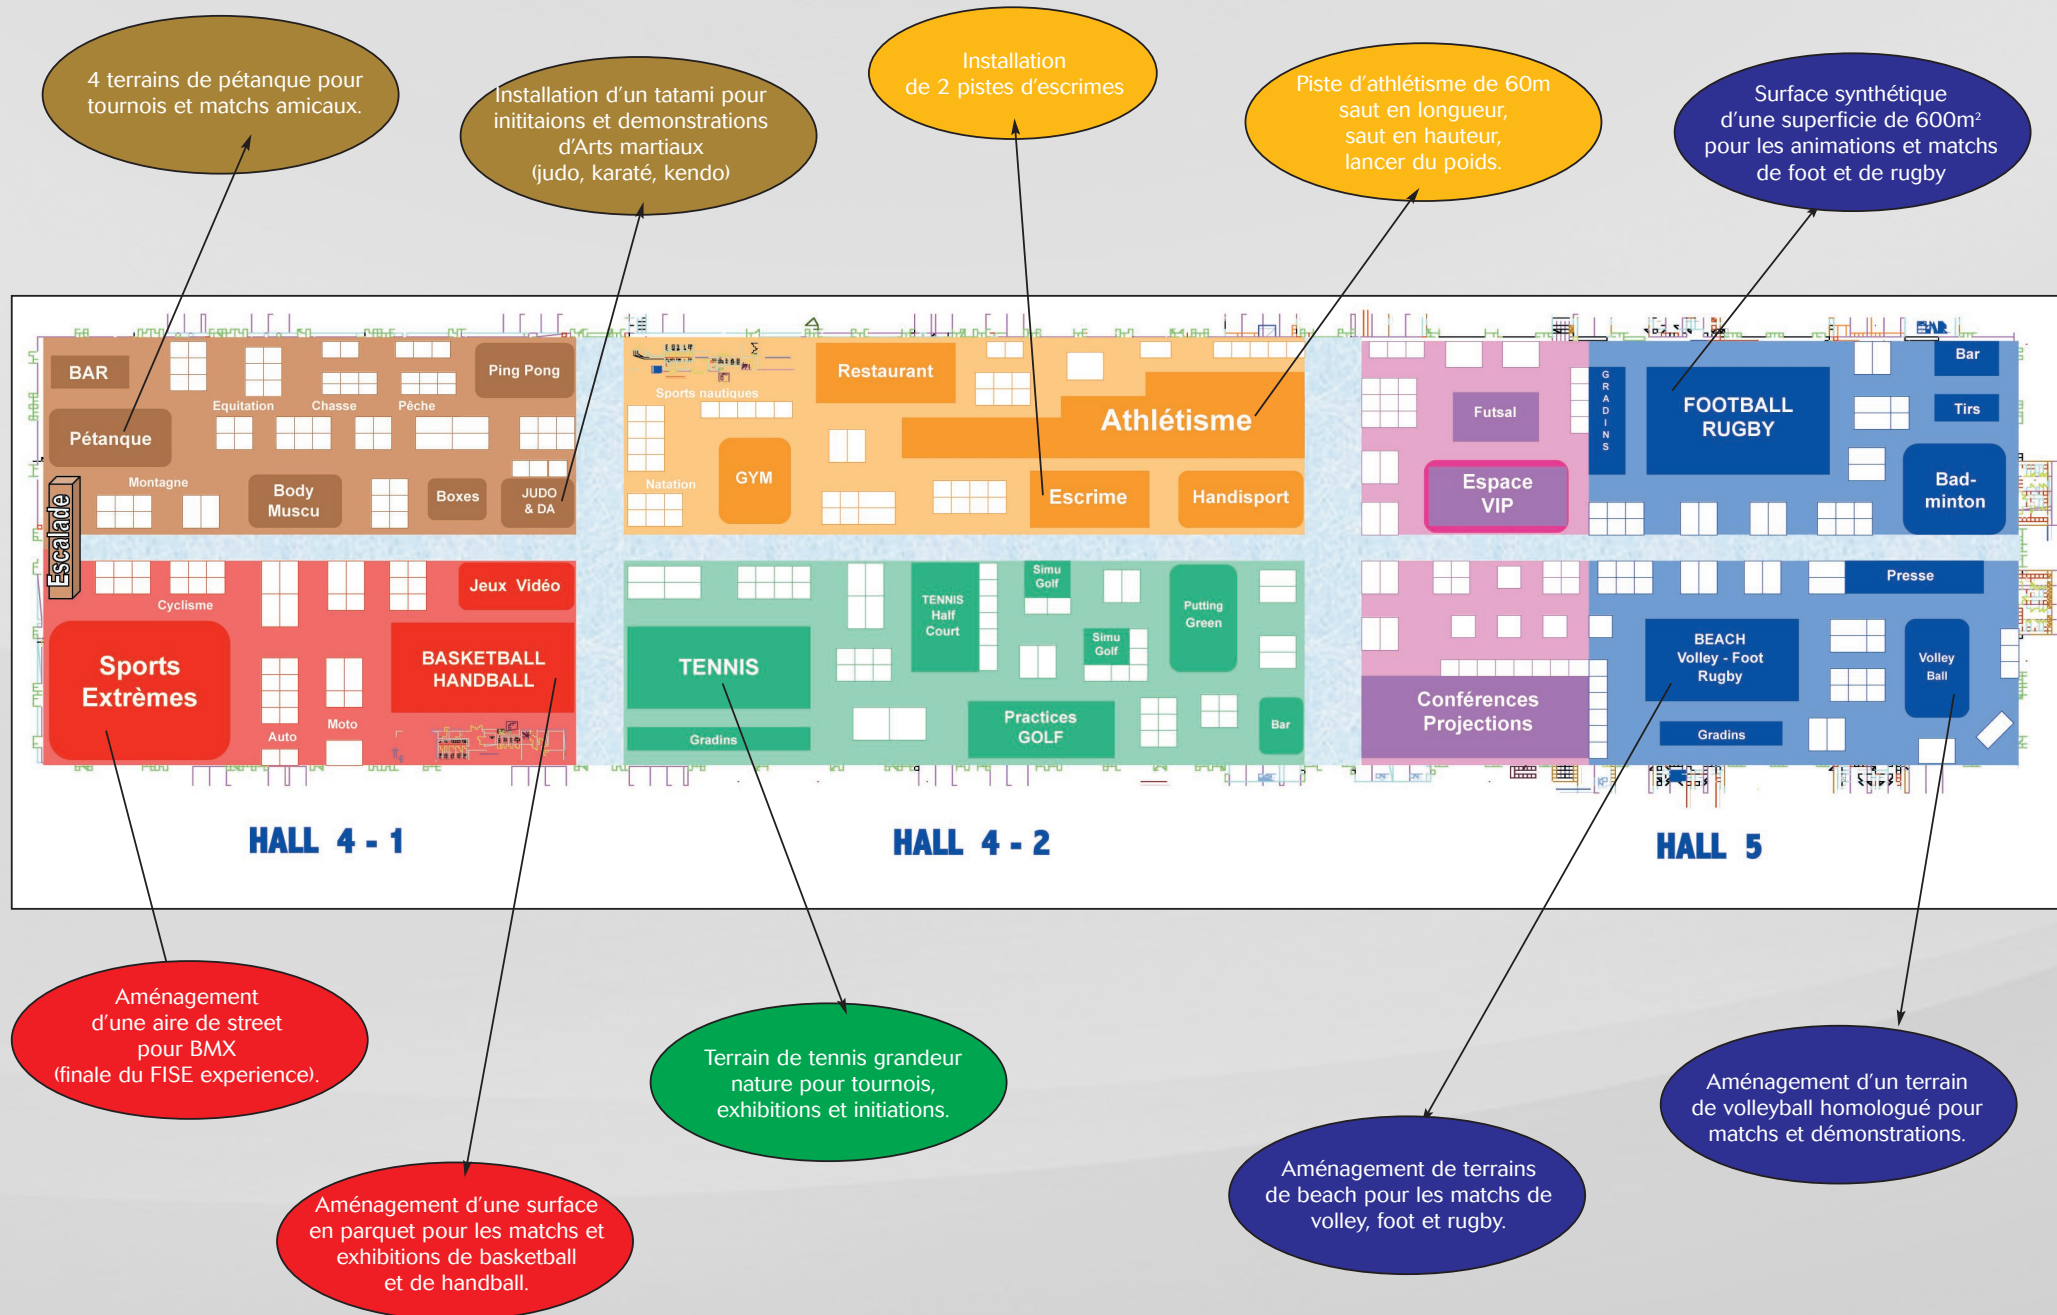 4 terrains de pétanque pour
tournois et matchs amicaux.
Installation d'un tatami pour
inititaions et demonstrations
d'Arts martiaux
(judo, karaté, kendo)
Installation
de 2 pistes d'escrimes
Piste d'athlétisme de 60m
saut en longueur,
saut en hauteur,
lancer du poids.
Surface synthétique
d'une superficie de 600m²
pour les animations et matchs
de foot et de rugby
BAR
Ping Pong
Equitation
Chasse
Pêche
Pétanque
Montagne
Body
Muscu
Boxes
JUDO
& DA
Escalade
Jeux Vidéo
Cyclisme
Sports
Extrèmes
BASKETBALL
HANDBALL
Auto
Moto
Sports nautiques
Restaurant
Athlétisme
GYM
Natation
Escrime
Handisport
TENNIS
Half
Court
Simu
Golf
Simu
Golf
Putting
Green
TENNIS
Gradins
Practices
GOLF
Bar
Futsal
Espace
VIP
GRADINS
FOOTBALL
RUGBY
Bar
Tirs
Bad-
minton
Presse
BEACH
Volley - Foot
Rugby
Volley
Ball
Conférences
Projections
Gradins
HALL 4 - 1
HALL 4 - 2
HALL 5
Aménagement
d'une aire de street
pour BMX
(finale du FISE experience).
Aménagement d'une surface
en parquet pour les matchs et
exhibitions de basketball
et de handball.
Terrain de tennis grandeur
nature pour tournois,
exhibitions et initiations.
Aménagement de terrains
de beach pour les matchs de
volley, foot et rugby.
Aménagement d'un terrain
de volleyball homologué pour
matchs et démonstrations.